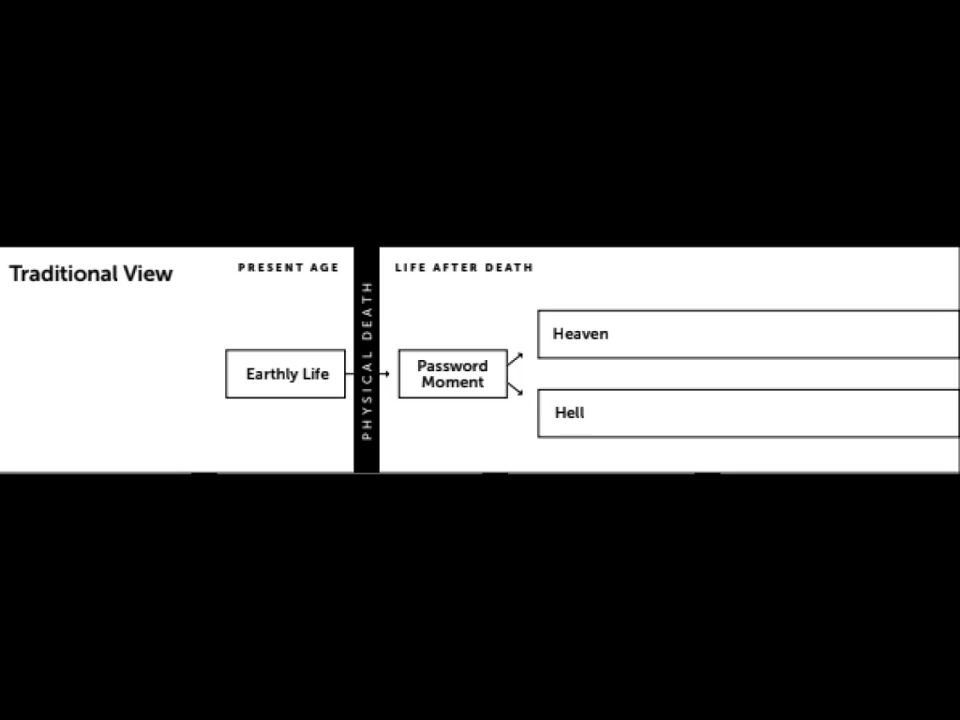 Traditional View
PRESENT AGE
Earthly Life
PHYSICAL DEATH
LIFE AFTER DEATH
Password
Moment
Heaven
Hell